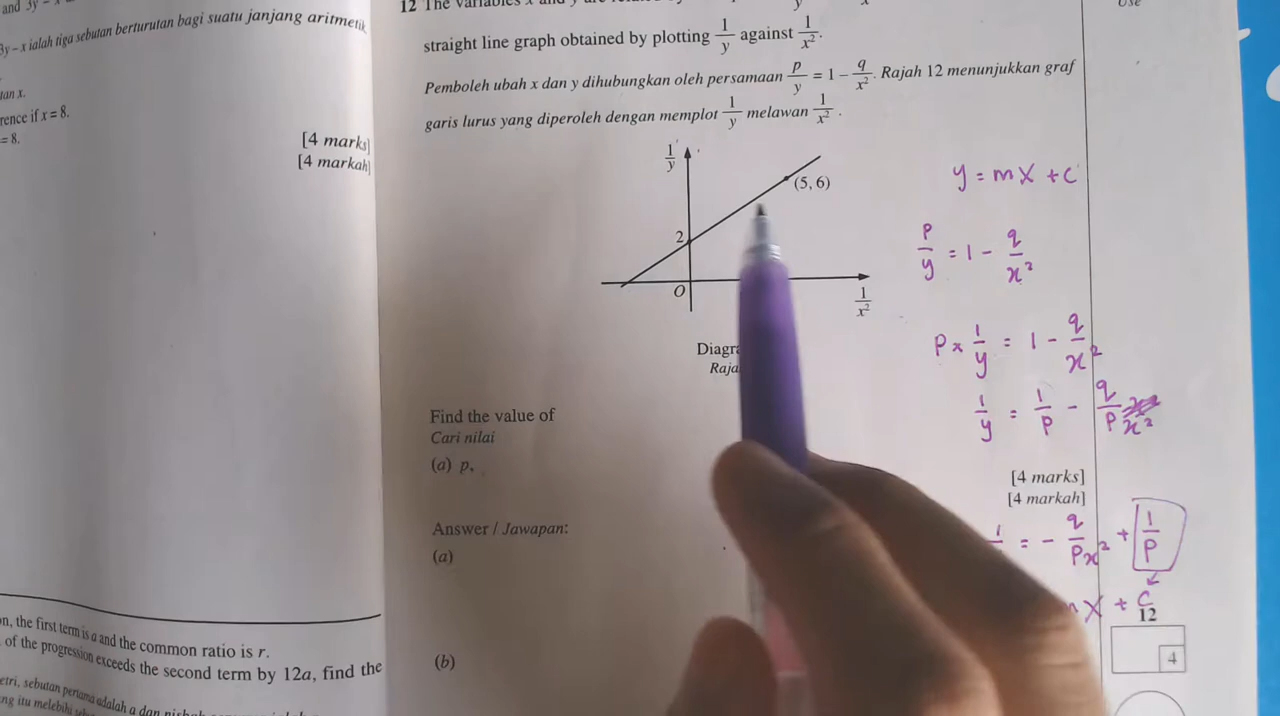 and 3y – x
3y – x ialah tiga sebutan berturutan bagi suatu janjang aritmetik
tan x.
rence if x = 8.
= 8.
[4 marks]
[4 markah]
n, the first term is a and the common ratio is r.
of the progression exceeds the second term by 12a, find the
etri, sebutan pertama adalah a dan
12 The variables x and y are related by
straight line graph obtained by plotting 1/y against 1/x².
Pemboleh ubah x dan y dihubungkan oleh persamaan p/y = 1 – q/x². Rajah 12 menunjukkan graf
garis lurus yang diperoleh dengan memplot 1/y melawan 1/x².
1/y
(5, 6)
2
O
1/x²
Diagra
Raja
Find the value of
Cari nilai
(a) p,
[4 marks]
[4 markah]
Answer / Jawapan:
(a)
(b)
y = mX + C
p/y = 1 - q/x²
P × 1/y = 1 - q/x²
1/y = 1/P - q/Px²
= - q/Px² + 1/P
X + C
12
4
Use